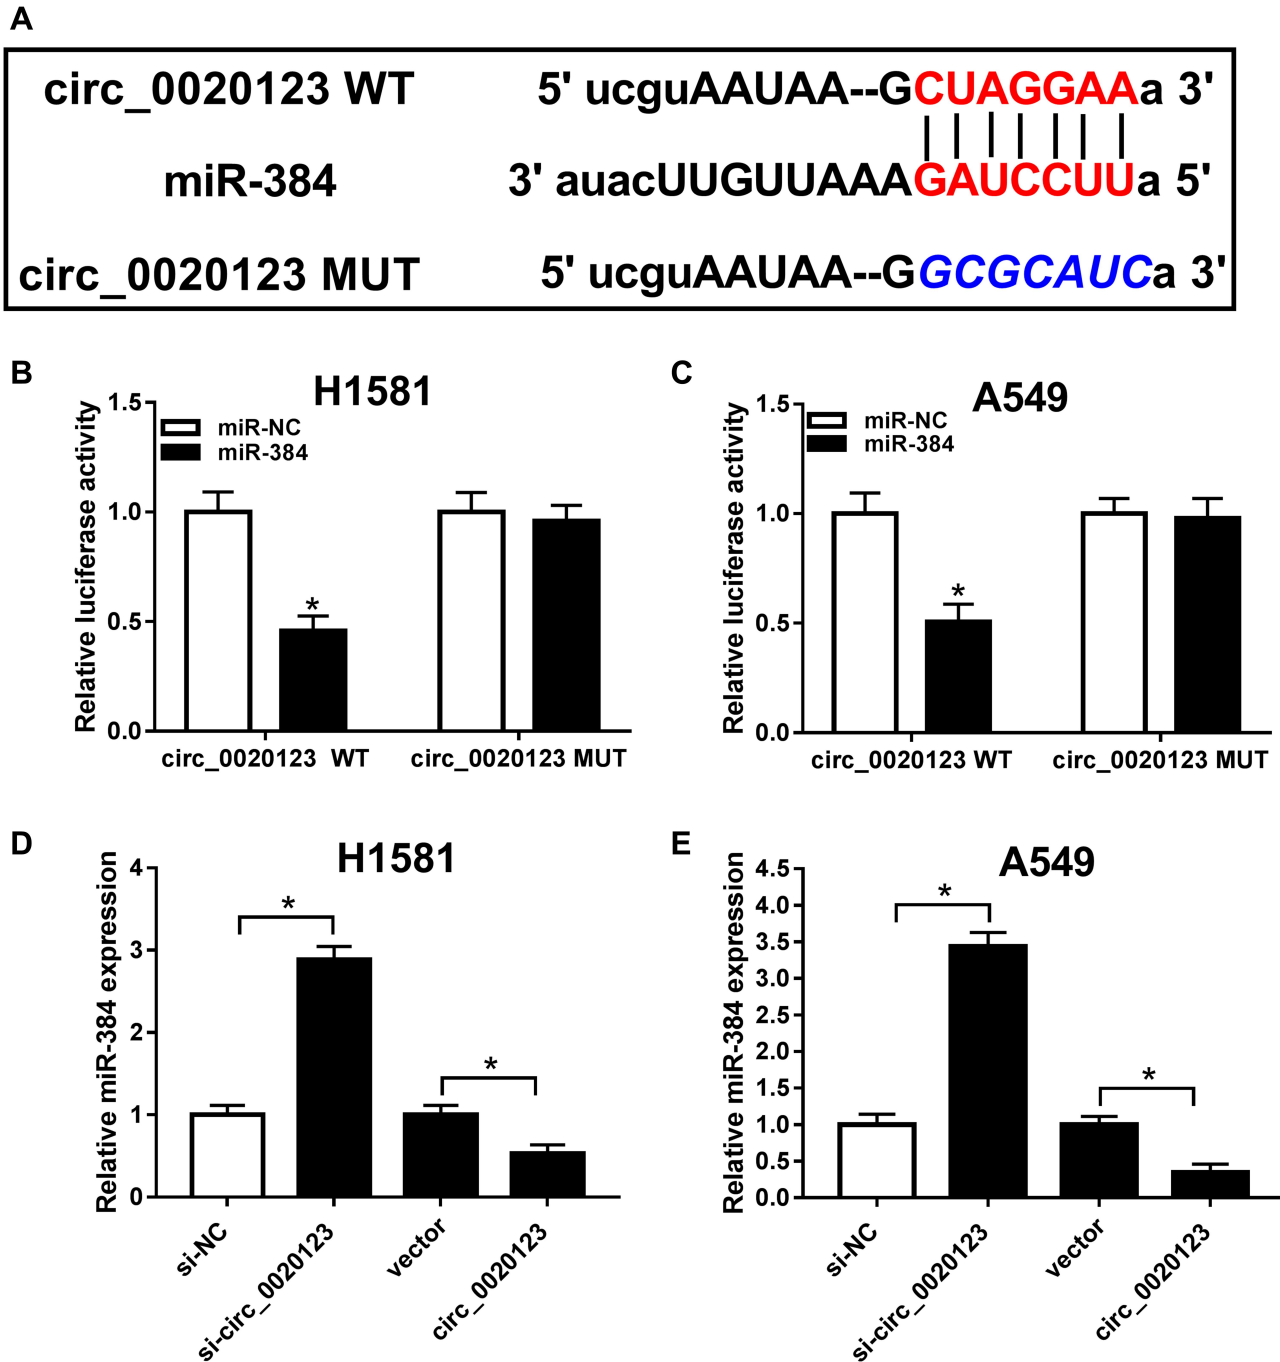 A
circ_0020123 WT 5' ucguAAUAA--GCUAGGAAa 3'
miR-384 3' auacUUGUUAAAGAUCCUUa 5'
circ_0020123 MUT 5' ucguAAUAA--GGCGCAUCa 3'
B
H1581
Relative luciferase activity
1.5
1.0
0.5
0.0
miR-NC
miR-384
*
circ_0020123 WT
circ_0020123 MUT
C
A549
Relative luciferase activity
1.5
1.0
0.5
0.0
miR-NC
miR-384
*
circ_0020123 WT
circ_0020123 MUT
D
H1581
Relative miR-384 expression
4
3
2
1
0
*
*
si-NC
si-circ_0020123
vector
circ_0020123
E
A549
Relative miR-384 expression
4.5
4.0
3.5
3.0
2.5
2.0
1.5
1.0
0.5
0.0
*
*
si-NC
si-circ_0020123
vector
circ_0020123